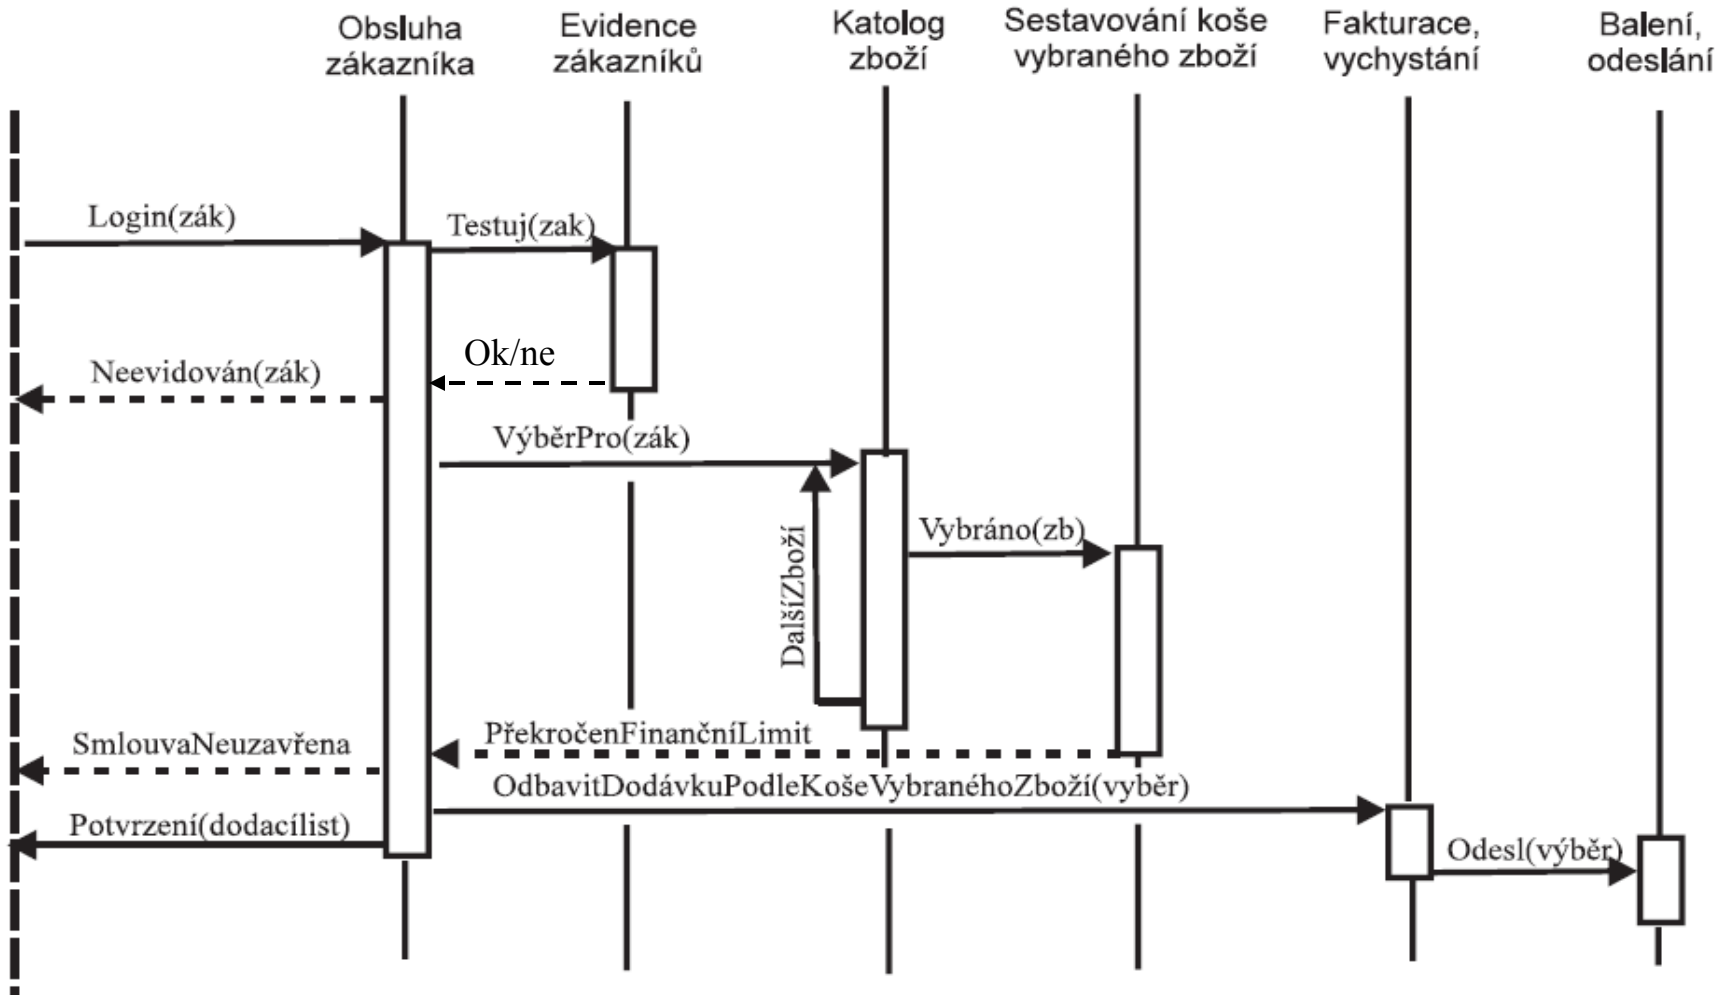 Obsluha
zákazníka
Evidence
zákazníků
Katolog
zboží
Sestavování koše
vybraného zboží
Fakturace,
vychystání
Balení,
odeslání
Login(zák)
Testuj(zak)
Ok/ne
Neevidován(zák)
VýběrPro(zák)
Vybráno(zb)
DalšíZboží
PřekročenFinančníLimit
SmlouvaNeuzavřena
OdbavitDodávkuPodleKošeVybranéhoZboží(vyběr)
Potvrzení(dodacílist)
Odesl(výběr)